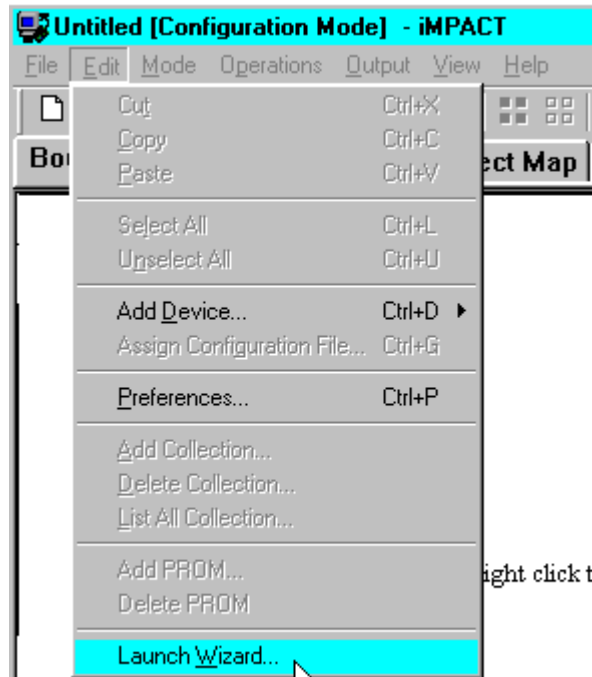 Untitled [Configuration Mode] - iMPACT
File Edit Mode Operations Output View Help
Cut Ctrl+X
Copy Ctrl+C
Paste Ctrl+V
ect Map
Select All Ctrl+L
Unselect All Ctrl+U
Add Device... Ctrl+D
Assign Configuration File... Ctrl+G
Preferences... Ctrl+P
Add Collection...
Delete Collection...
List All Collection...
Add PROM...
ight click t
Delete PROM
Launch Wizard...